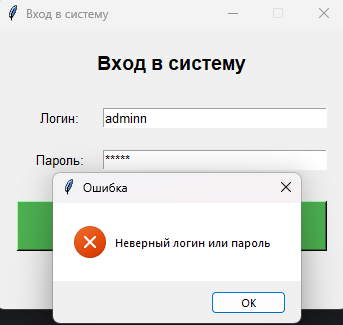 Вход в систему
Вход в систему
Логин:
adminn
Пароль:
*****
Ошибка
Неверный логин или пароль
OK